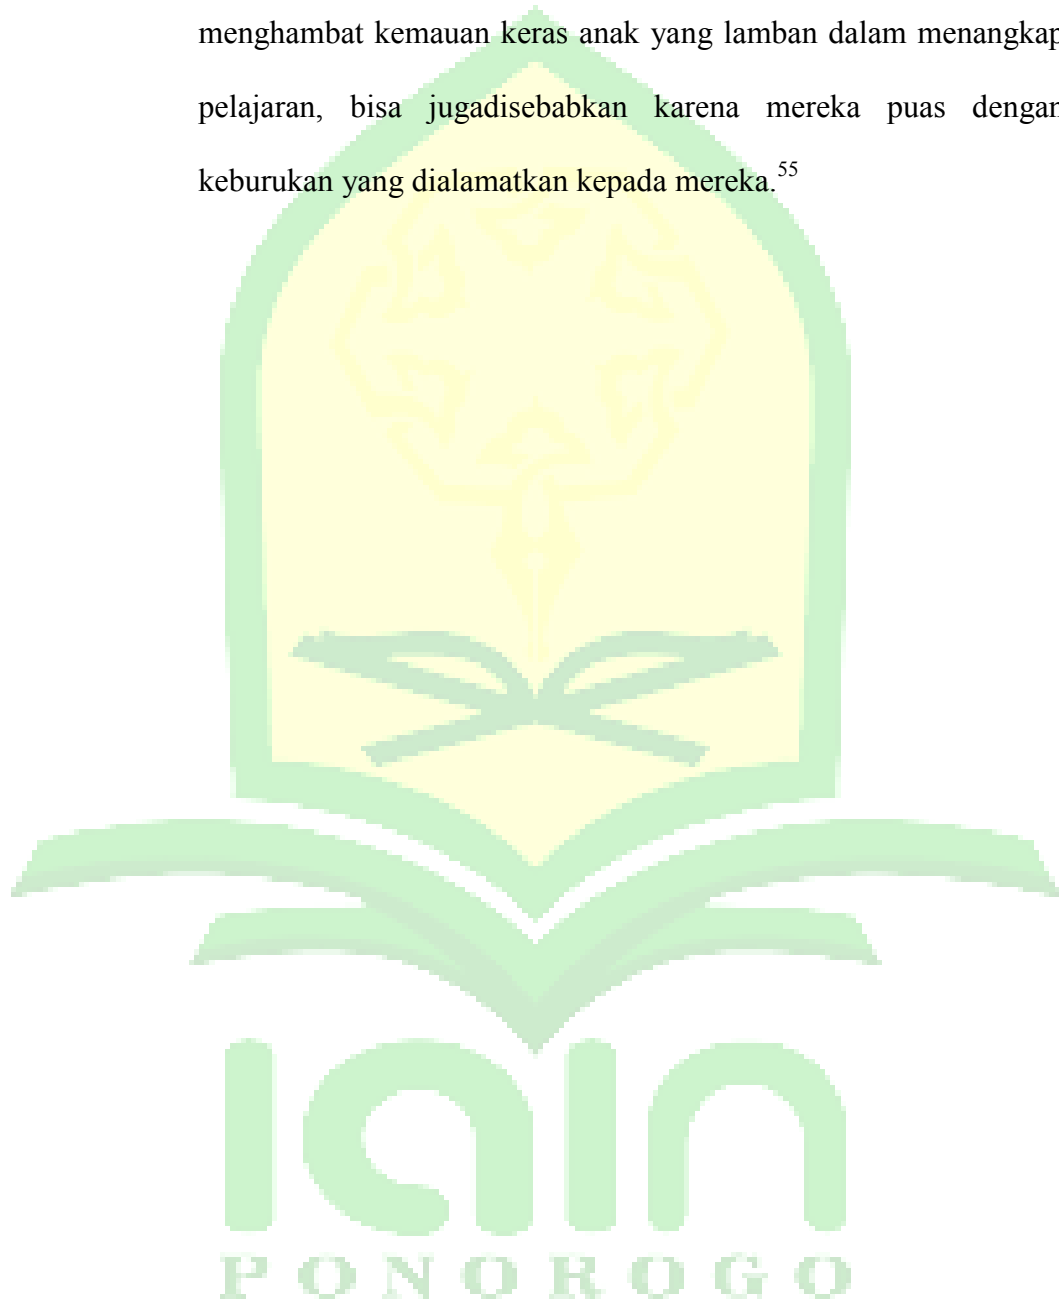 menghambat kemauan keras anak yang lamban dalam menangkap
pelajaran, bisa jugadisebabkan karena mereka puas dengan
keburukan yang dialamatkan kepada mereka.55
iain
PONOROGO